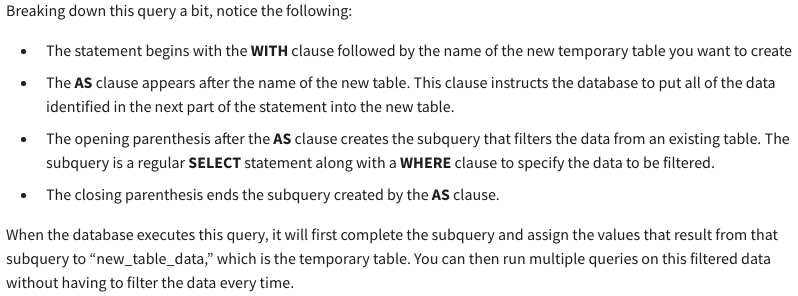 Breaking down this query a bit, notice the following:
• The statement begins with the WITH clause followed by the name of the new temporary table you want to create
• The AS clause appears after the name of the new table. This clause instructs the database to put all of the data
identified in the next part of the statement into the new table.
• The opening parenthesis after the AS clause creates the subquery that filters the data from an existing table. The
subquery is a regular SELECT statement along with a WHERE clause to specify the data to be filtered.
• The closing parenthesis ends the subquery created by the AS clause.
When the database executes this query, it will first complete the subquery and assign the values that result from that
subquery to “new_table_data,” which is the temporary table. You can then run multiple queries on this filtered data
without having to filter the data every time.